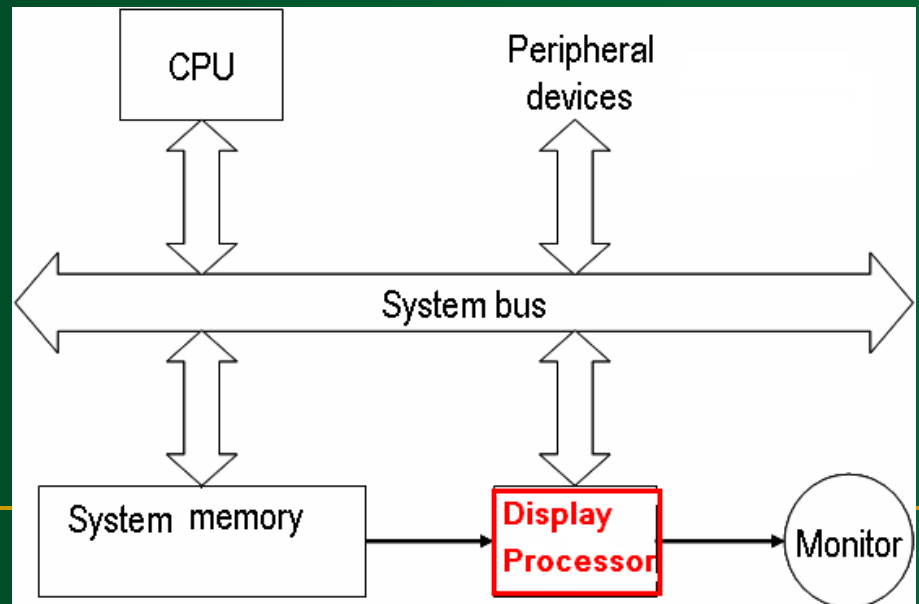 CPU
Peripheral
devices
System bus
System memory
Display
Processor
Monitor